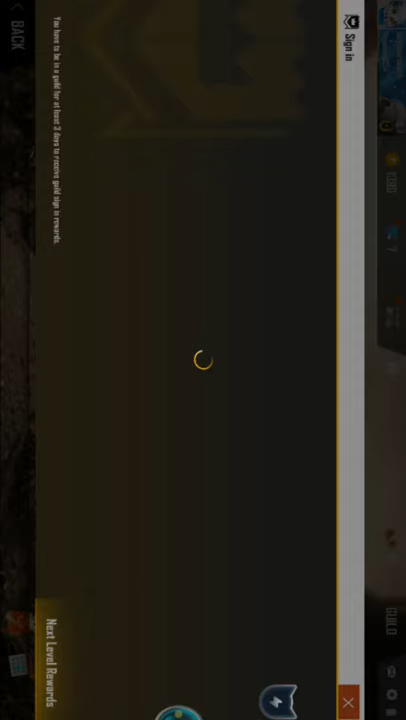 Sign in
BACK
GUILD
You have to be in a guild for at least 3 days to receive guild sign in rewards.
Next Level Rewards